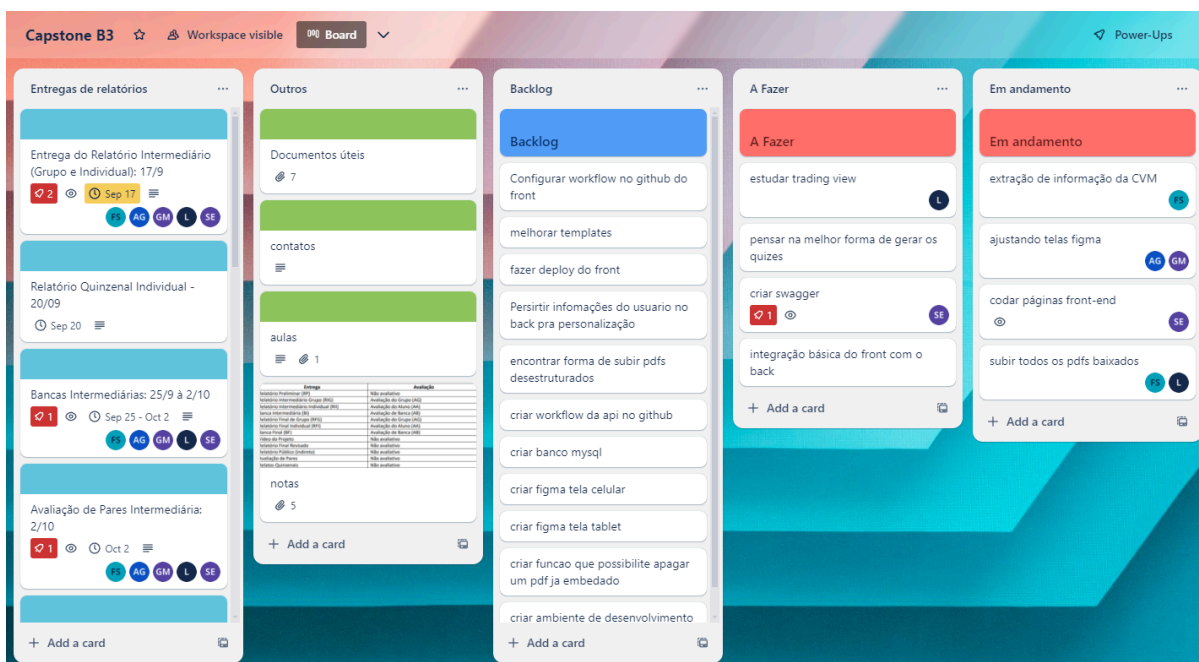 Capstone B3
Workspace visible
Board
Power-Ups
Entregas de relatórios
Entrega do Relatório Intermediário
(Grupo e Individual): 17/9
2
Sep 17
FS AG GM L SE
Relatório Quinzenal Individual -
20/09
Sep 20
Bancas Intermediárias: 25/9 à 2/10
1
Sep 25 - Oct 2
FS AG GM L SE
Avaliação de Pares Intermediária:
2/10
1
Oct 2
FS AG GM L SE
+ Add a card
Outros
Documentos úteis
7
contatos
aulas
1
Entrega Avaliação
notas
5
+ Add a card
Backlog
Backlog
Configurar workflow no github do
front
melhorar templates
fazer deploy do front
Persirtir infomações do usuario no
back pra personalização
encontrar forma de subir pdfs
desestruturados
criar workflow da api no github
criar banco mysql
criar figma tela celular
criar figma tela tablet
criar funcao que possibilite apagar
um pdf ja embedado
criar ambiente de desenvolvimento
+ Add a card
A Fazer
A Fazer
estudar trading view
L
pensar na melhor forma de gerar os
quizes
criar swagger
1
SE
integração básica do front com o
back
+ Add a card
Em andamento
Em andamento
extração de informação da CVM
FS
ajustando telas figma
AG GM
codar páginas front-end
SE
subir todos os pdfs baixados
FS L
+ Add a card